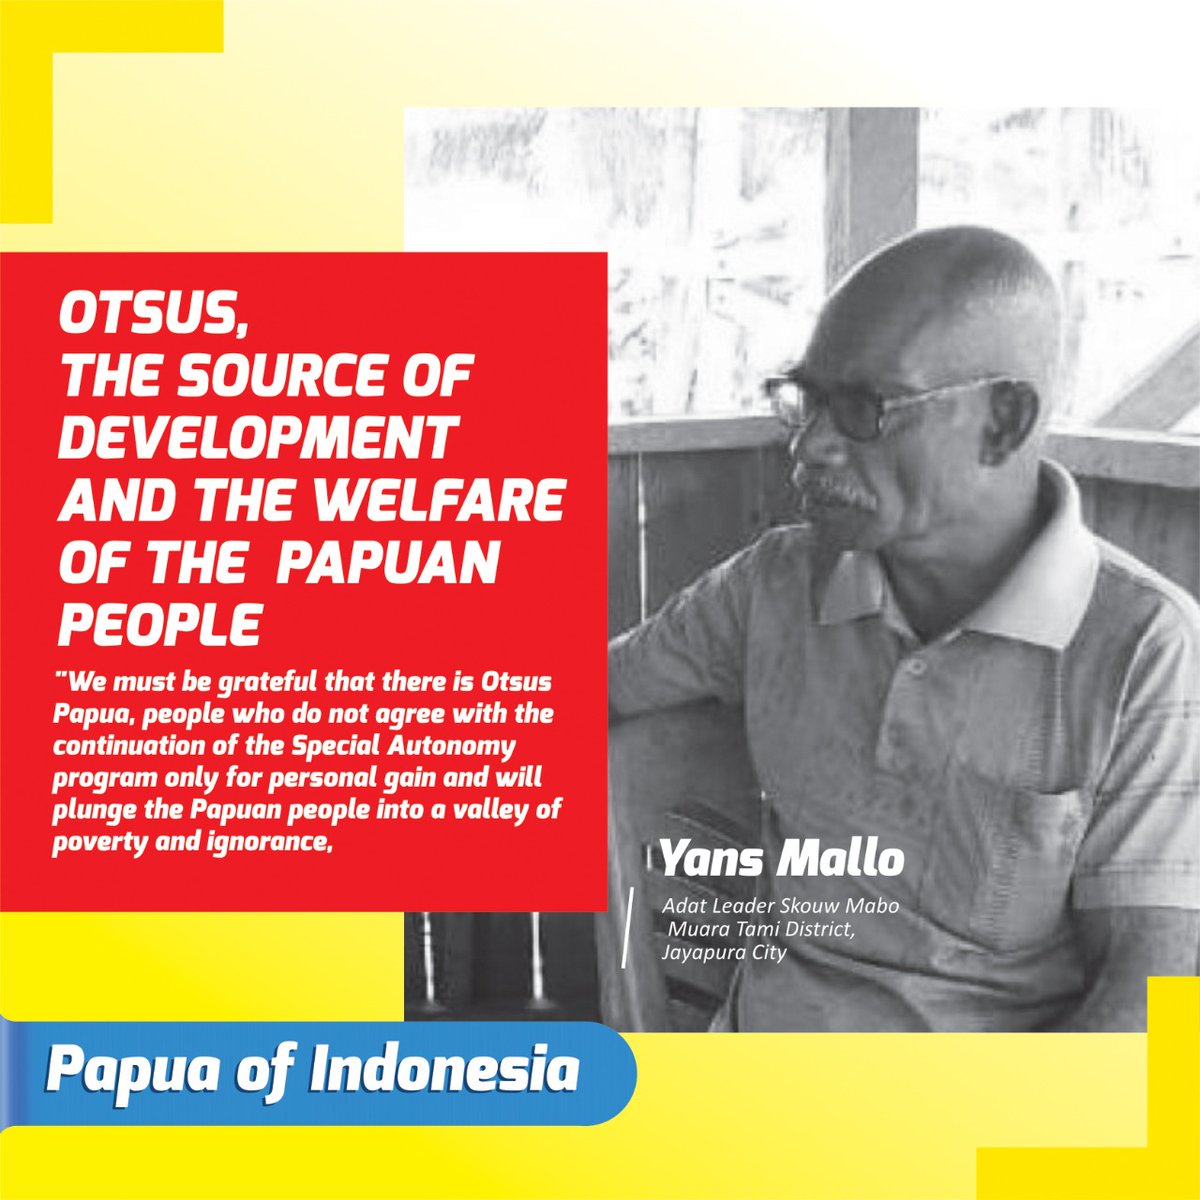 OTSUS,
THE SOURCE OF
DEVELOPMENT
AND THE WELFARE
OF THE PAPUAN
PEOPLE
"We must be grateful that there is Otsus
Papua, people who do not agree with the
continuation of the Special Autonomy
program only for personal gain and will
plunge the Papuan people into a valley of
poverty and ignorance,
Yans Mallo
Adat Leader Skouw Mabo
Muara Tami District,
Jayapura City
Papua of Indonesia